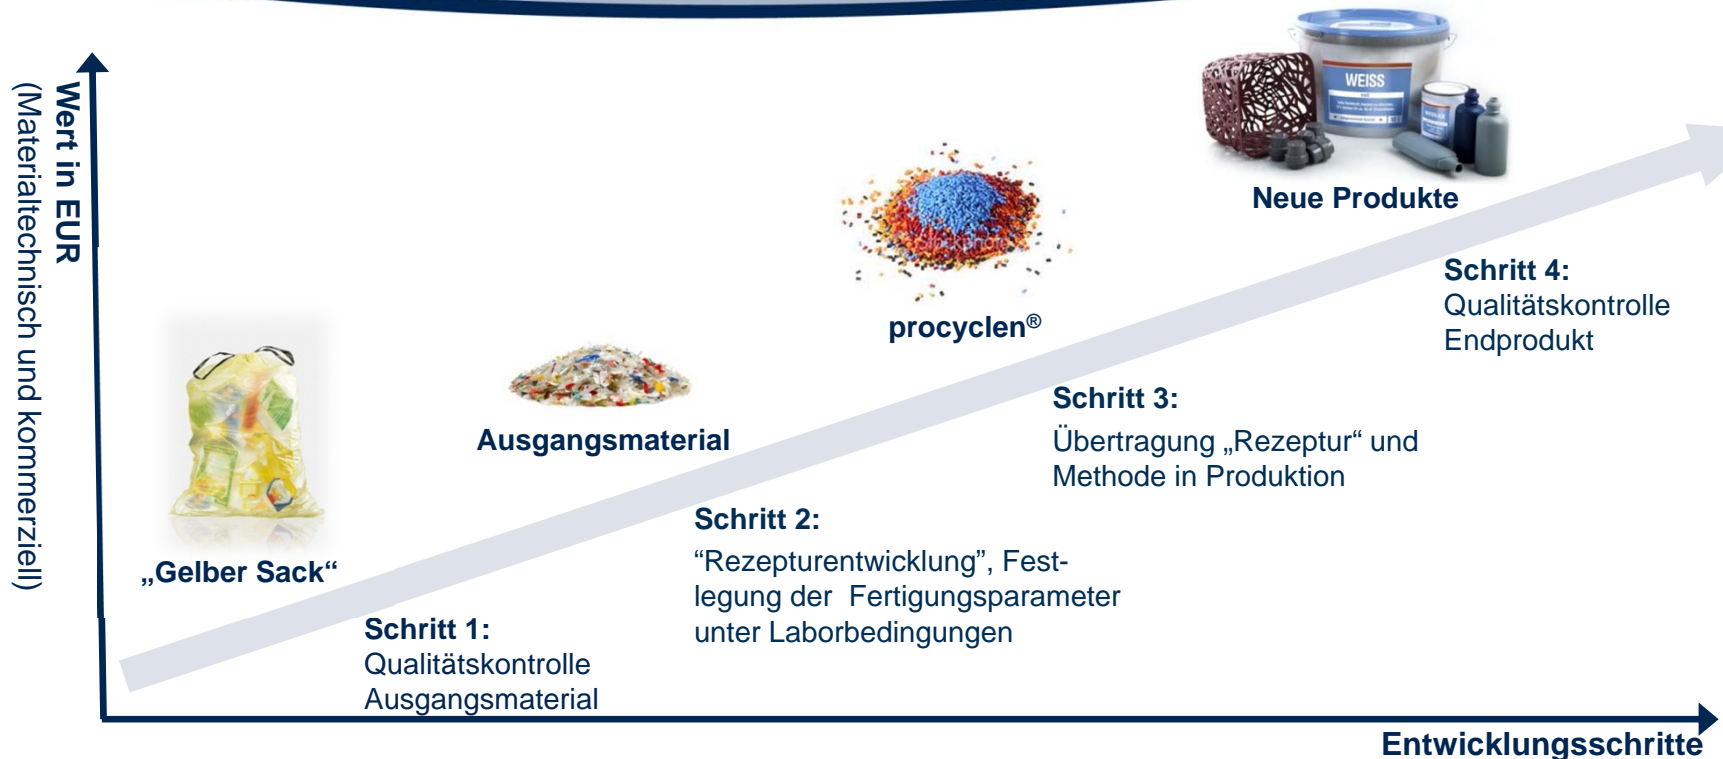 Wert in EUR
(Materialtechnisch und kommerziell)
WEISS
Neue Produkte
procyclen®
Ausgangsmaterial
„Gelber Sack“
Schritt 4:
Qualitätskontrolle
Endprodukt
Schritt 3:
Übertragung „Rezeptur“ und
Methode in Produktion
Schritt 2:
“Rezepturentwicklung”, Fest-
legung der Fertigungsparameter
unter Laborbedingungen
Schritt 1:
Qualitätskontrolle
Ausgangsmaterial
Entwicklungsschritte